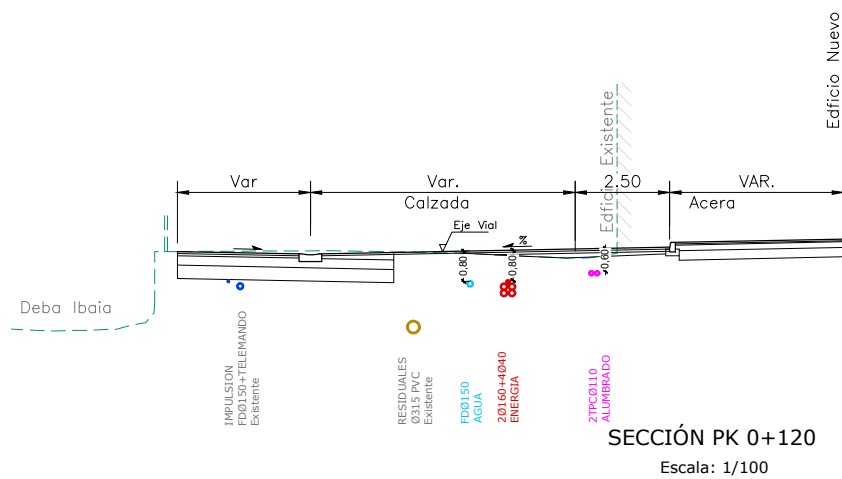 Edficio Nuevo
Edficio Existente
Var
Var.
2.50
VAR.
Calzada
Acera
Eje Vial
%
0,80
0,80
0,60
Deba Ibaia
IMPULSION
FDØ150+TELEMANDO
Existente
RESIDUALES
Ø315 PVC
Existente
FDØ150
AGUA
2Ø160+4Ø40
ENERGIA
2TPCØ110
ALUMBRADO
SECCIÓN PK 0+120
Escala: 1/100